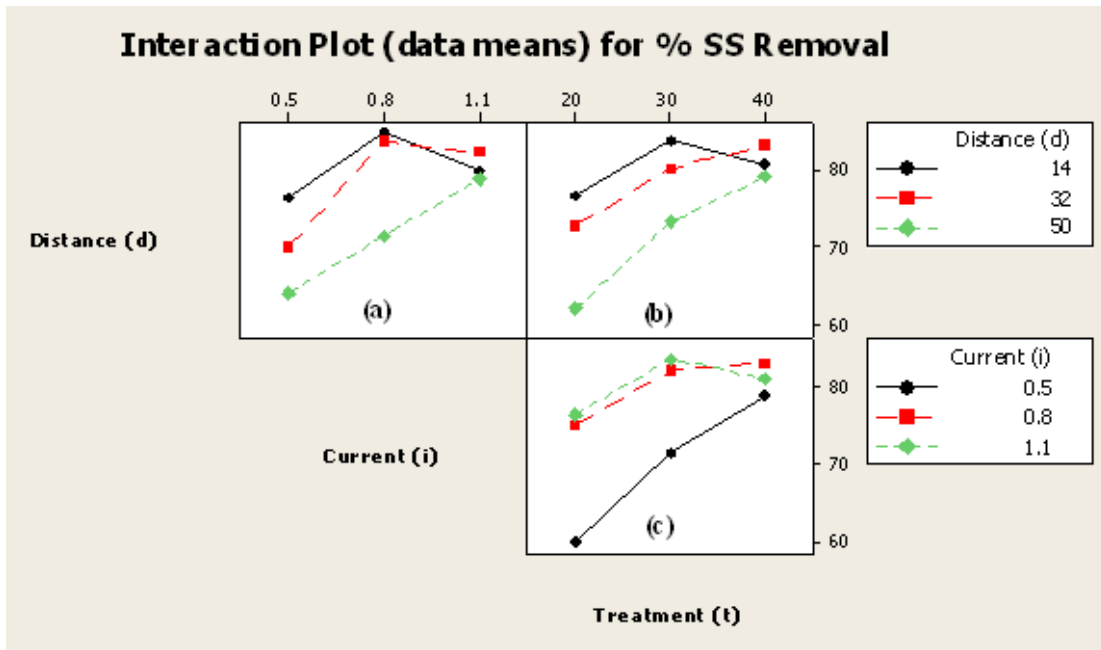 Interaction Plot (data means) for % SS Removal
0.5 0.8 1.1 20 30 40
Distance (d)
14
32
50
80
70
60
Distance (d)
(a)
(b)
Current (i)
0.5
0.8
1.1
80
70
60
Current (i)
(c)
Treatment (t)